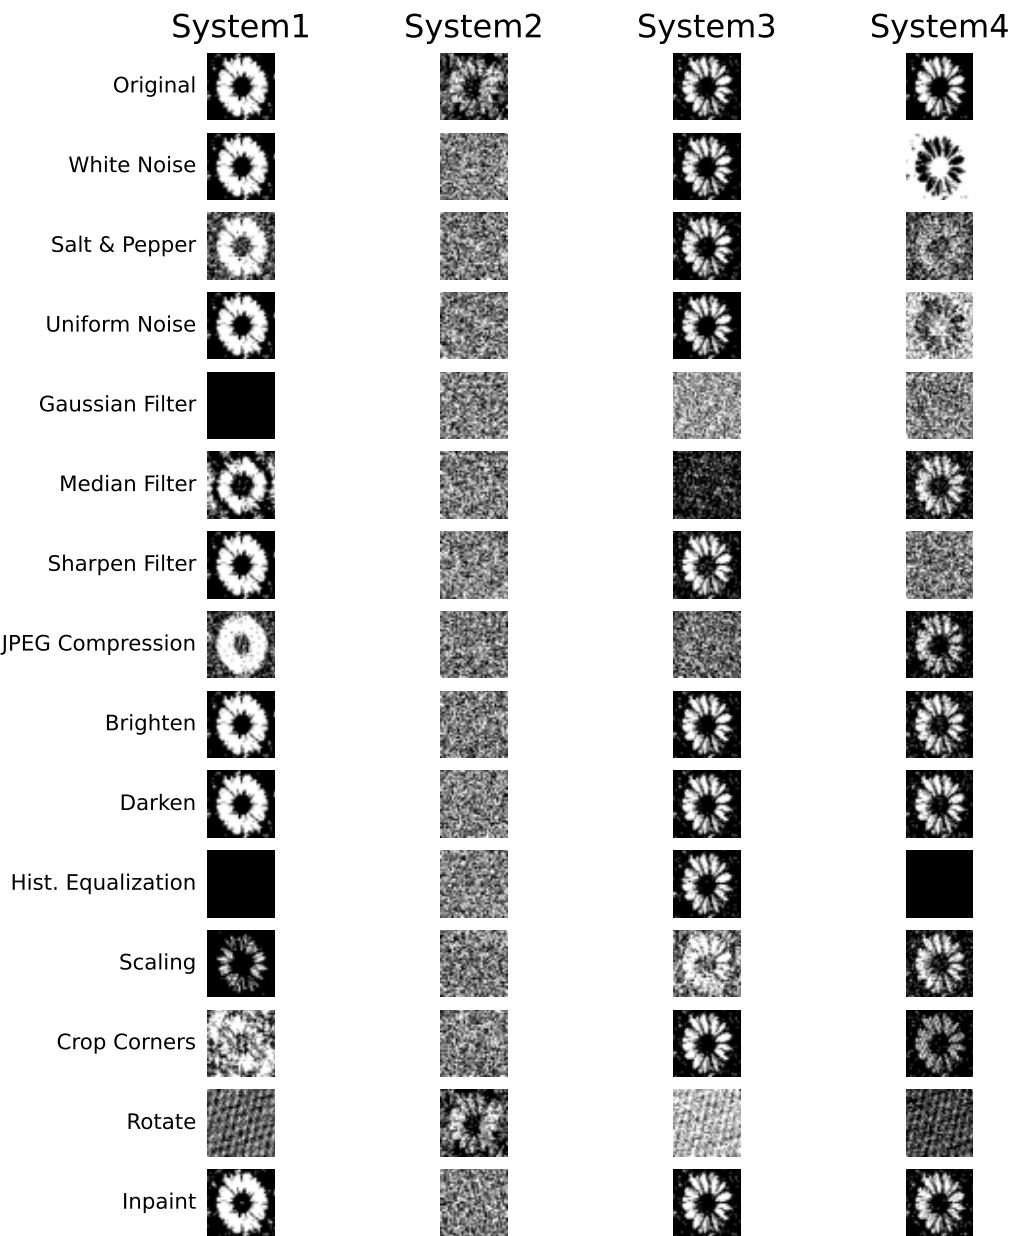 System1 System2 System3 System4
Original
White Noise
Salt & Pepper
Uniform Noise
Gaussian Filter
Median Filter
Sharpen Filter
JPEG Compression
Brighten
Darken
Hist. Equalization
Scaling
Crop Corners
Rotate
Inpaint